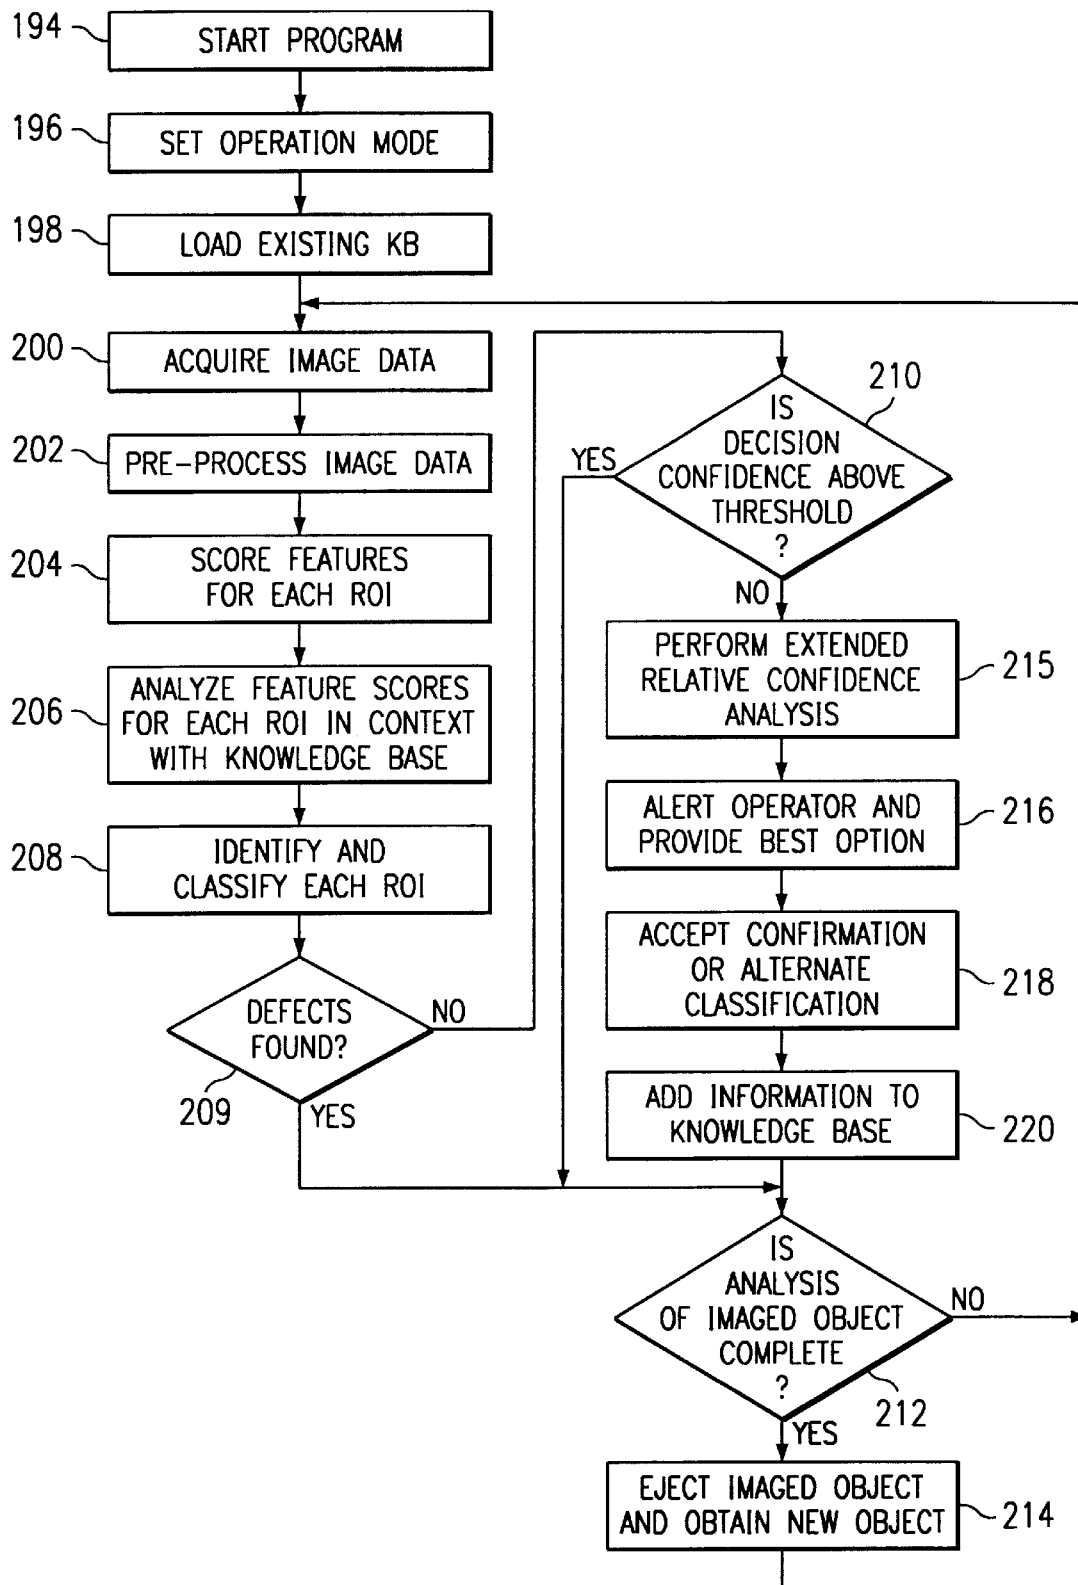 194
START PROGRAM
196
SET OPERATION MODE
198
LOAD EXISTING KB
200
ACQUIRE IMAGE DATA
202
PRE-PROCESS IMAGE DATA
204
SCORE FEATURES
FOR EACH ROI
206
ANALYZE FEATURE SCORES
FOR EACH ROI IN CONTEXT
WITH KNOWLEDGE BASE
208
IDENTIFY AND
CLASSIFY EACH ROI
DEFECTS
FOUND?
NO
209
YES
210
IS
DECISION
CONFIDENCE ABOVE
THRESHOLD
?
YES
NO
PERFORM EXTENDED
RELATIVE CONFIDENCE
ANALYSIS
215
ALERT OPERATOR AND
PROVIDE BEST OPTION
216
ACCEPT CONFIRMATION
OR ALTERNATE
CLASSIFICATION
218
ADD INFORMATION TO
KNOWLEDGE BASE
220
IS
ANALYSIS
OF IMAGED OBJECT
COMPLETE
?
NO
212
YES
EJECT IMAGED OBJECT
AND OBTAIN NEW OBJECT
214